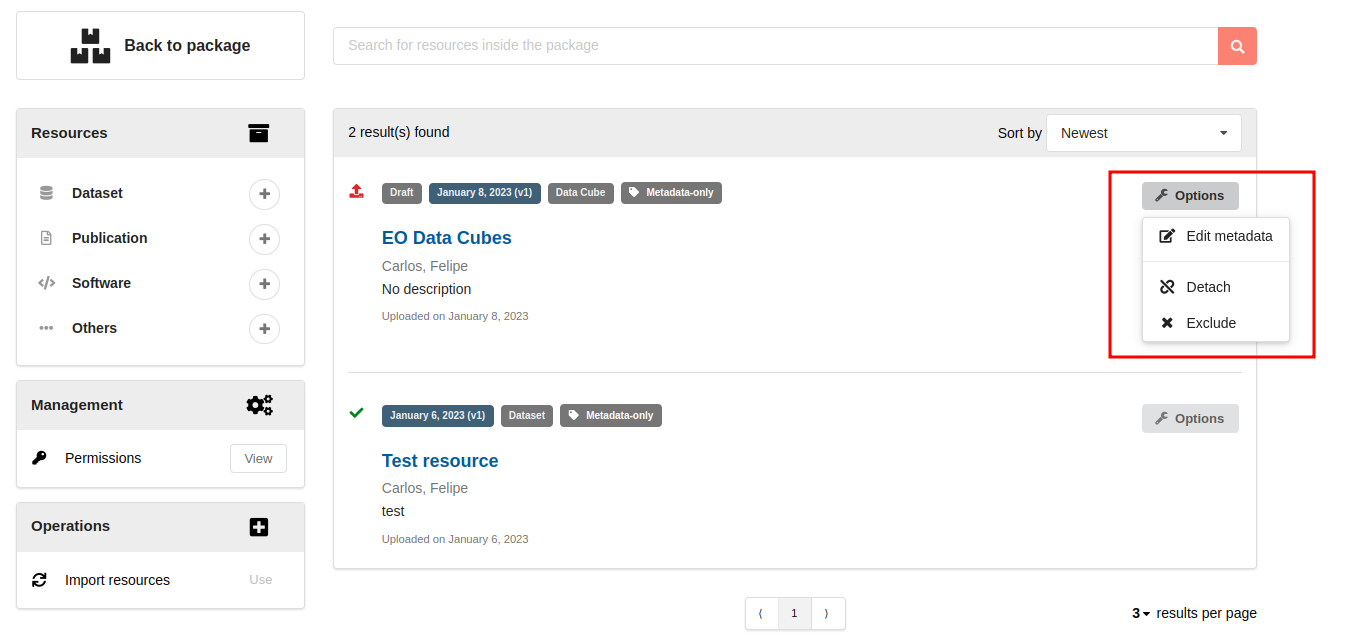 Back to package
Search for resources inside the package
Resources
Dataset
Publication
Software
Others
Management
Permissions View
Operations
Import resources Use
2 result(s) found
Sort by Newest
Draft January 8, 2023 (v1) Data Cube Metadata-only
Options
EO Data Cubes
Carlos, Felipe
No description
Uploaded on January 8, 2023
Edit metadata
Detach
Exclude
January 6, 2023 (v1) Dataset Metadata-only
Options
Test resource
Carlos, Felipe
test
Uploaded on January 6, 2023
⟨ 1 ⟩
3 results per page